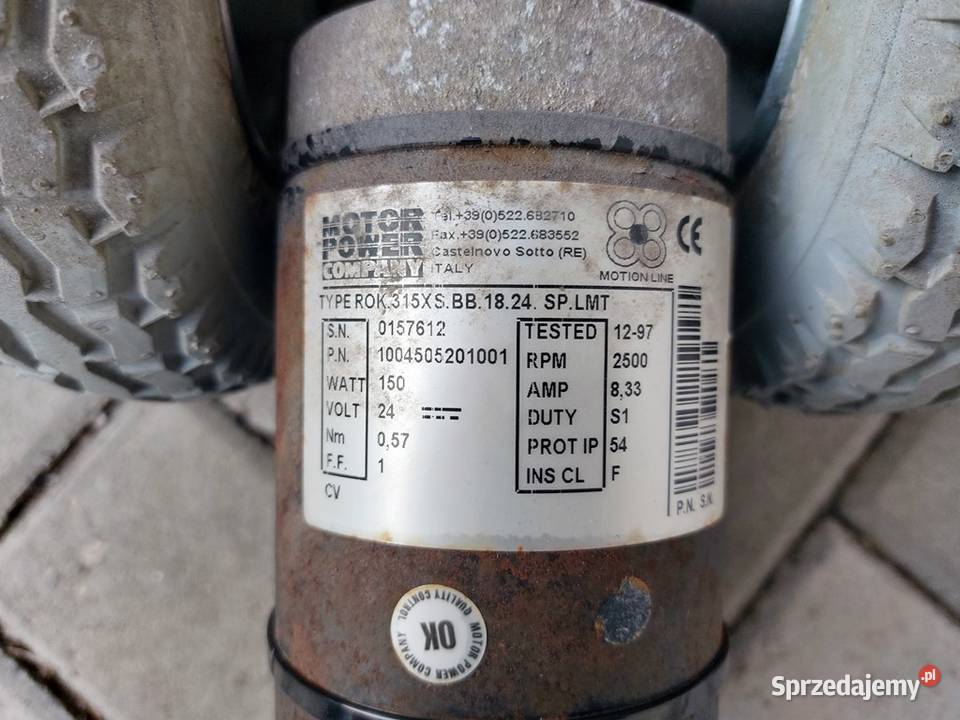 MOTOR POWER COMPANY
Tel.+39(0)522.682710
Fax.+39(0)522.683552
Castelnovo Sotto (RE)
ITALY
MOTION LINE
CE
TYPE ROK.315XS.BB.18.24. SP.LMT
S.N. 0157612
P.N. 1004505201001
WATT 150
VOLT 24
Nm 0,57
F.F. 1
CV
TESTED 12-97
RPM 2500
AMP 8,33
DUTY S1
PROT IP 54
INS CL F
P.N. S.N.
OK
MOTOR POWER COMPANY
QUALITY CONTROL
Sprzedajemy.pl